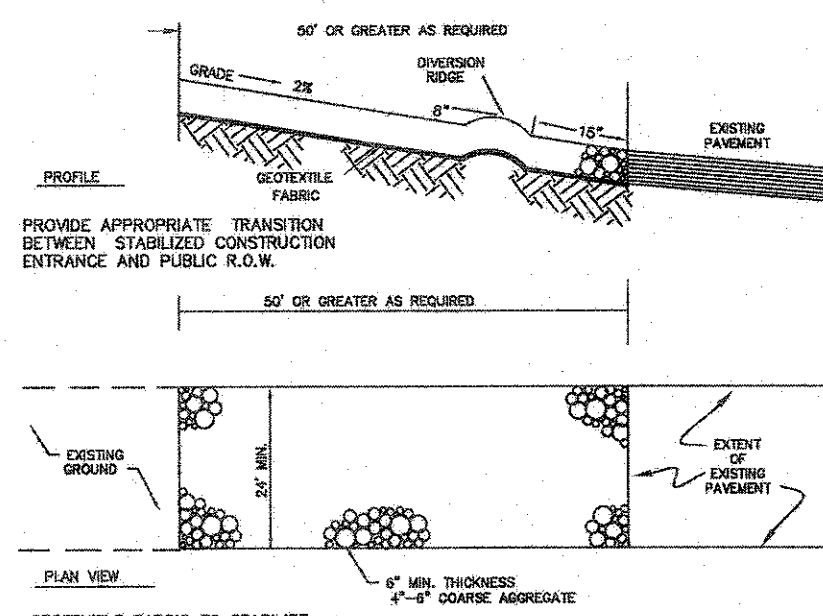 50' OR GREATER AS REQUIRED
DIVERSION
RIDGE
GRADE
2%
8"
15"
EXISTING
PAVEMENT
PROFILE
GEOTEXTILE
FABRIC
PROVIDE APPROPRIATE TRANSITION
BETWEEN STABILIZED CONSTRUCTION
ENTRANCE AND PUBLIC R.O.W.
50' OR GREATER AS REQUIRED
EXISTING
GROUND
24' MIN.
EXTENT
OF
EXISTING
PAVEMENT
PLAN VIEW
6" MIN. THICKNESS
4"-6" COARSE AGGREGATE